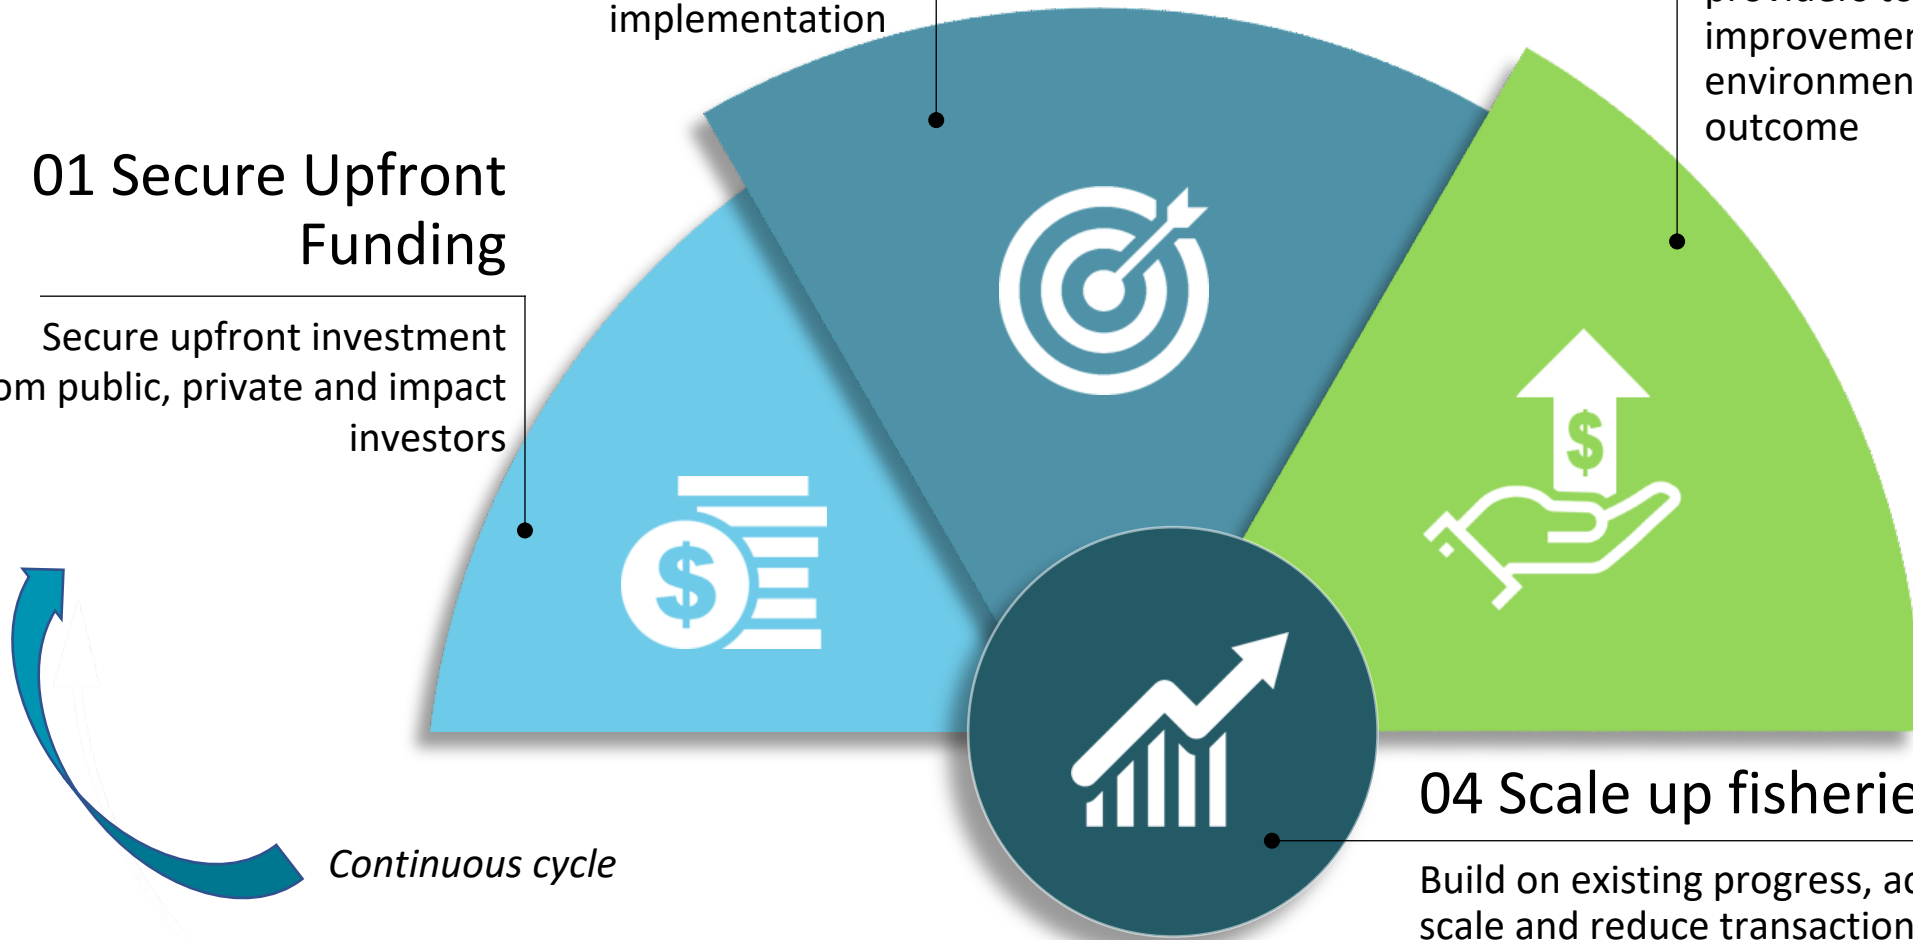 implementation
improvemen
environmen
outcome
01 Secure Upfront
Funding
Secure upfront investment
om public, private and impact
investors
$
$
Continuous cycle
04 Scale up fisherie
Build on existing progress, a
scale and reduce transaction